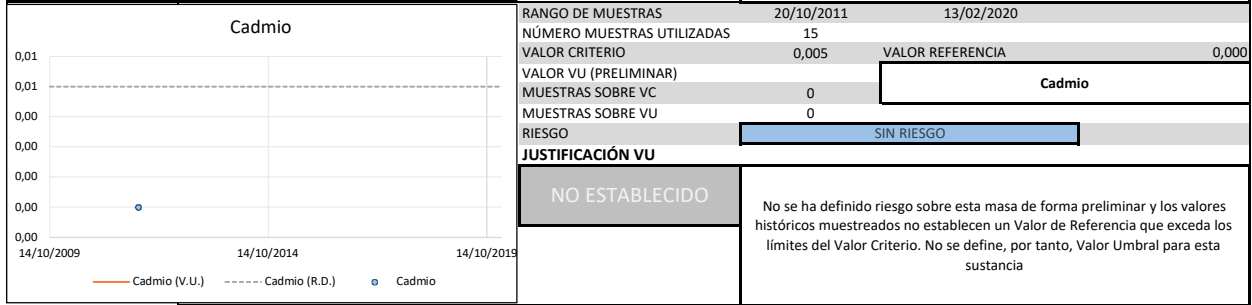 Cadmio
0,01
0,01
0,00
0,00
0,00
0,00
0,00
14/10/2009 14/10/2014 14/10/2019
Cadmio (V.U.) Cadmio (R.D.) Cadmio
RANGO DE MUESTRAS 20/10/2011 13/02/2020
NÚMERO MUESTRAS UTILIZADAS 15
VALOR CRITERIO 0,005 VALOR REFERENCIA 0,000
VALOR VU (PRELIMINAR)
Cadmio
MUESTRAS SOBRE VC 0
MUESTRAS SOBRE VU 0
RIESGO SIN RIESGO
JUSTIFICACIÓN VU
NO ESTABLECIDO
No se ha definido riesgo sobre esta masa de forma preliminar y los valores
históricos muestreados no establecen un Valor de Referencia que exceda los
límites del Valor Criterio. No se define, por tanto, Valor Umbral para esta
sustancia